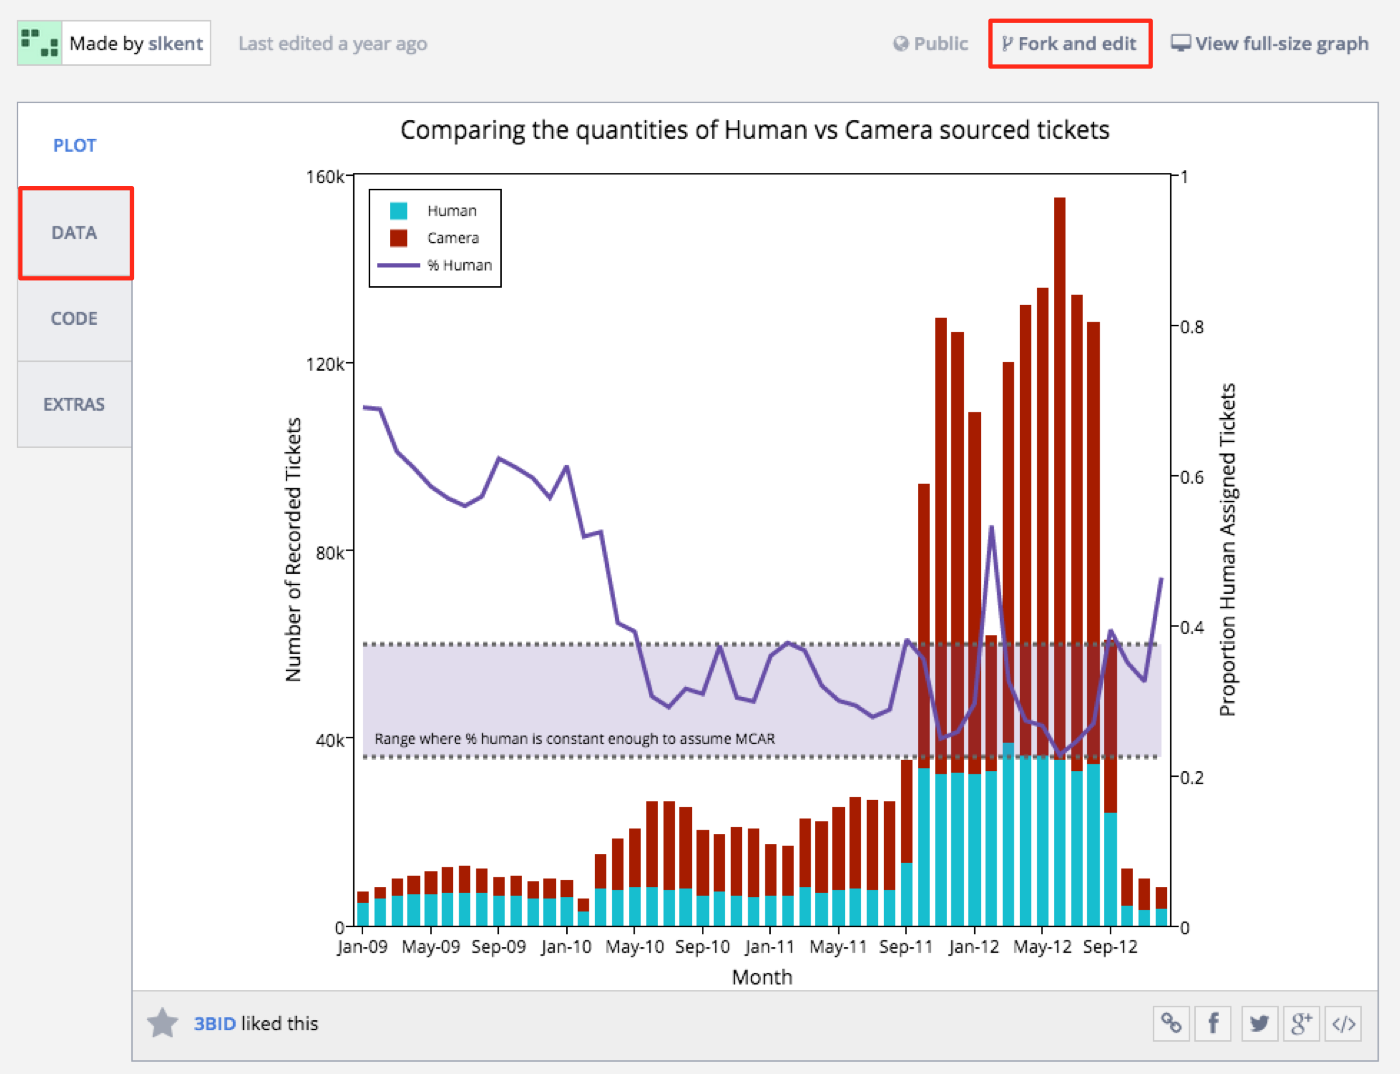 Made by slkent
Last edited a year ago
Public
Fork and edit
View full-size graph
PLOT
DATA
CODE
EXTRAS
Comparing the quantities of Human vs Camera sourced tickets
Human
Camera
% Human
160k
120k
80k
40k
0
Number of Recorded Tickets
1
0.8
0.6
0.4
0.2
0
Proportion Human Assigned Tickets
Range where % human is constant enough to assume MCAR
Jan-09 May-09 Sep-09 Jan-10 May-10 Sep-10 Jan-11 May-11 Sep-11 Jan-12 May-12 Sep-12
Month
3BID liked this
f
g+
</>